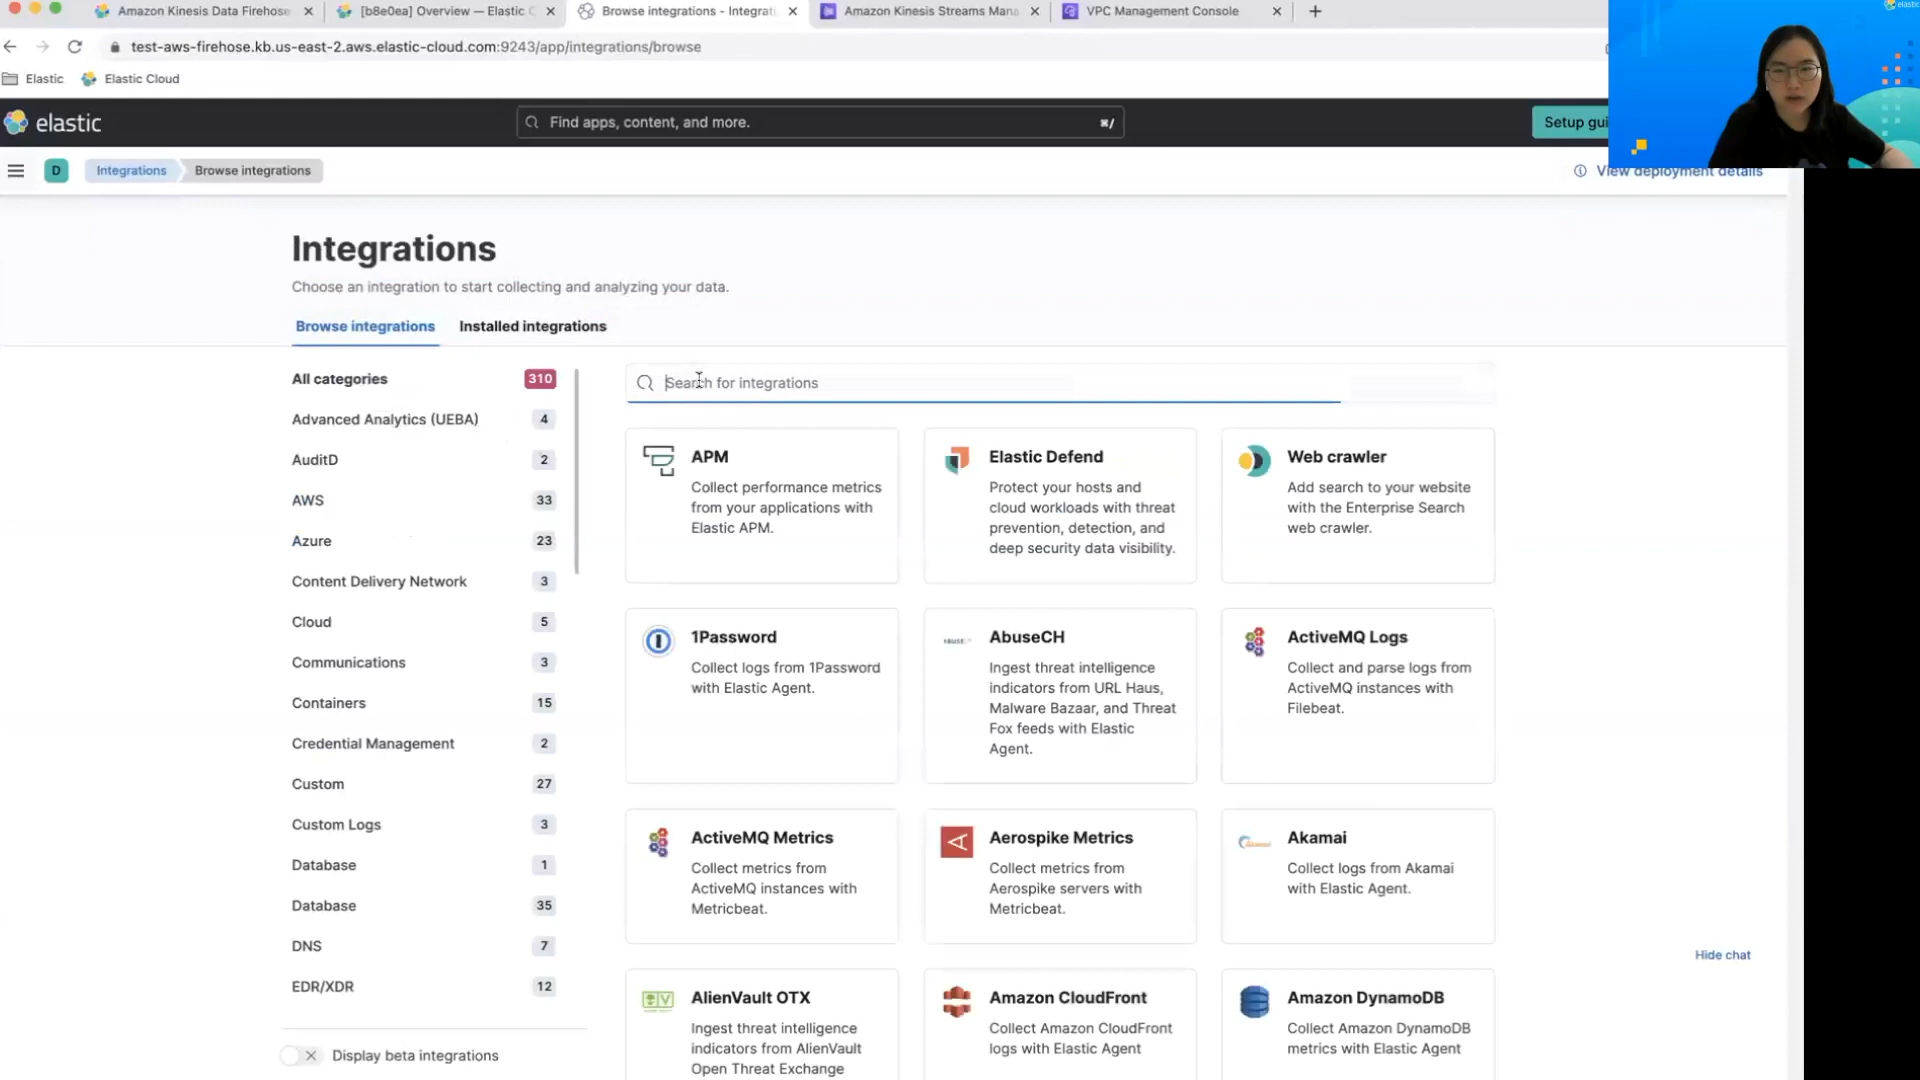 Amazon Kinesis Data Firehose
[b8e0ea] Overview — Elastic C
Browse integrations - Integrati
Amazon Kinesis Streams Mana
VPC Management Console
test-aws-firehose.kb.us-east-2.aws.elastic-cloud.com:9243/app/integrations/browse
Elastic
Elastic Cloud
elastic
elastic
Find apps, content, and more.
⌘/
Setup gui
D
Integrations
Browse integrations
View deployment details
Integrations
Choose an integration to start collecting and analyzing your data.
Browse integrations
Installed integrations
All categories 310
Advanced Analytics (UEBA) 4
AuditD 2
AWS 33
Azure 23
Content Delivery Network 3
Cloud 5
Communications 3
Containers 15
Credential Management 2
Custom 27
Custom Logs 3
Database 1
Database 35
DNS 7
EDR/XDR 12
Display beta integrations
Search for integrations
APM
Collect performance metrics
from your applications with
Elastic APM.
Elastic Defend
Protect your hosts and
cloud workloads with threat
prevention, detection, and
deep security data visibility.
Web crawler
Add search to your website
with the Enterprise Search
web crawler.
1Password
Collect logs from 1Password
with Elastic Agent.
AbuseCH
Ingest threat intelligence
indicators from URL Haus,
Malware Bazaar, and Threat
Fox feeds with Elastic
Agent.
ActiveMQ Logs
Collect and parse logs from
ActiveMQ instances with
Filebeat.
ActiveMQ Metrics
Collect metrics from
ActiveMQ instances with
Metricbeat.
Aerospike Metrics
Collect metrics from
Aerospike servers with
Metricbeat.
Akamai
Collect logs from Akamai
with Elastic Agent.
AlienVault OTX
Ingest threat intelligence
indicators from AlienVault
Open Threat Exchange
Amazon CloudFront
Collect Amazon CloudFront
logs with Elastic Agent
Amazon DynamoDB
Collect Amazon DynamoDB
metrics with Elastic Agent
Hide chat